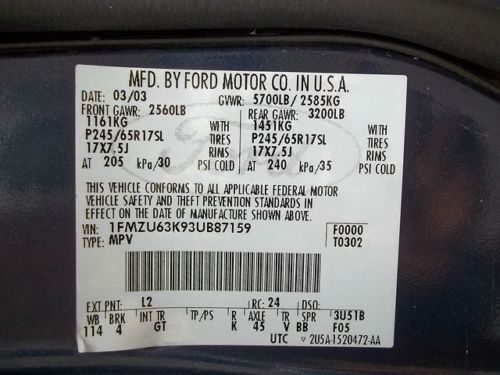 MFD. BY FORD MOTOR CO. IN U.S.A.
DATE: 03/03 GVWR: 5700LB / 2585KG
FRONT GAWR: 2560LB REAR GAWR: 3200LB
1161KG WITH 1451KG WITH
P245/65R17SL TIRES P245/65R17SL TIRES
17X7.5J RIMS 17X7.5J RIMS
AT 205 kPa/30 PSI COLD AT 240 kPa/35 PSI COLD
THIS VEHICLE CONFORMS TO ALL APPLICABLE FEDERAL MOTOR
VEHICLE SAFETY AND THEFT PREVENTION STANDARDS IN
EFFECT ON THE DATE OF MANUFACTURE SHOWN ABOVE.
VIN: 1FMZU63K93UB87159 F0000
TYPE: MPV T0302
EXT PNT: L2 RC: 24 DSO:
WB BRK INT TR TP/PS R AXLE TR SPR 3U51B
114 4 GT K 45 V BB F05
UTC ▽ 2U5A-1520472-AA
Ford